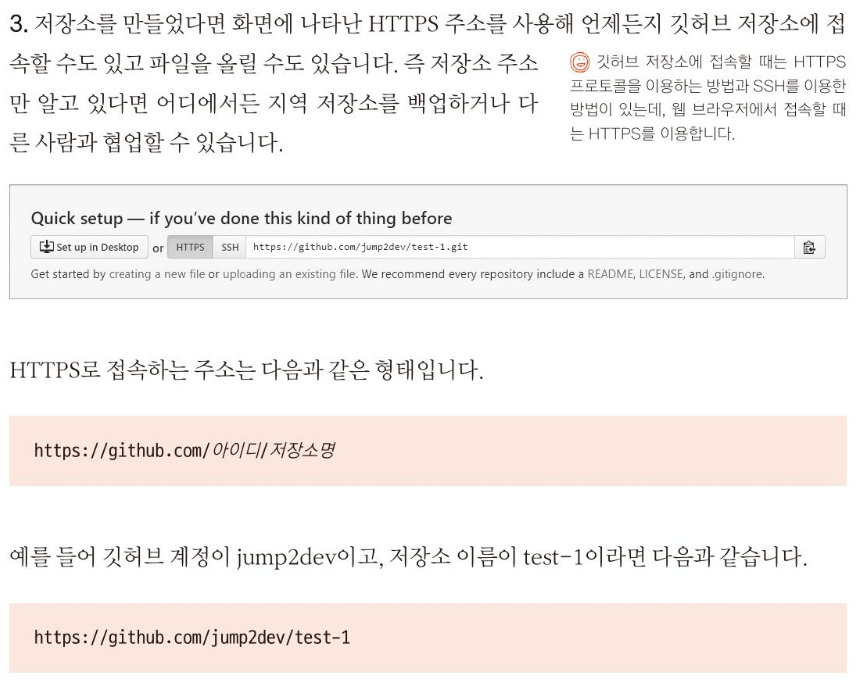 3. 저장소를 만들었다면 화면에 나타난 HTTPS 주소를 사용해 언제든지 깃허브 저장소에 접
속할 수도 있고 파일을 올릴 수도 있습니다. 즉 저장소 주소
만 알고 있다면 어디에서든 지역 저장소를 백업하거나 다
른 사람과 협업할 수 있습니다.
깃허브 저장소에 접속할 때는 HTTPS
프로토콜을 이용하는 방법과 SSH를 이용한
방법이 있는데, 웹 브라우저에서 접속할 때
는 HTTPS를 이용합니다.
Quick setup — if you’ve done this kind of thing before
Set up in Desktop or HTTPS SSH https://github.com/jump2dev/test-1.git
Get started by creating a new file or uploading an existing file. We recommend every repository include a README, LICENSE, and .gitignore.
HTTPS로 접속하는 주소는 다음과 같은 형태입니다.
https://github.com/아이디/저장소명
예를 들어 깃허브 계정이 jump2dev이고, 저장소 이름이 test-1이라면 다음과 같습니다.
https://github.com/jump2dev/test-1